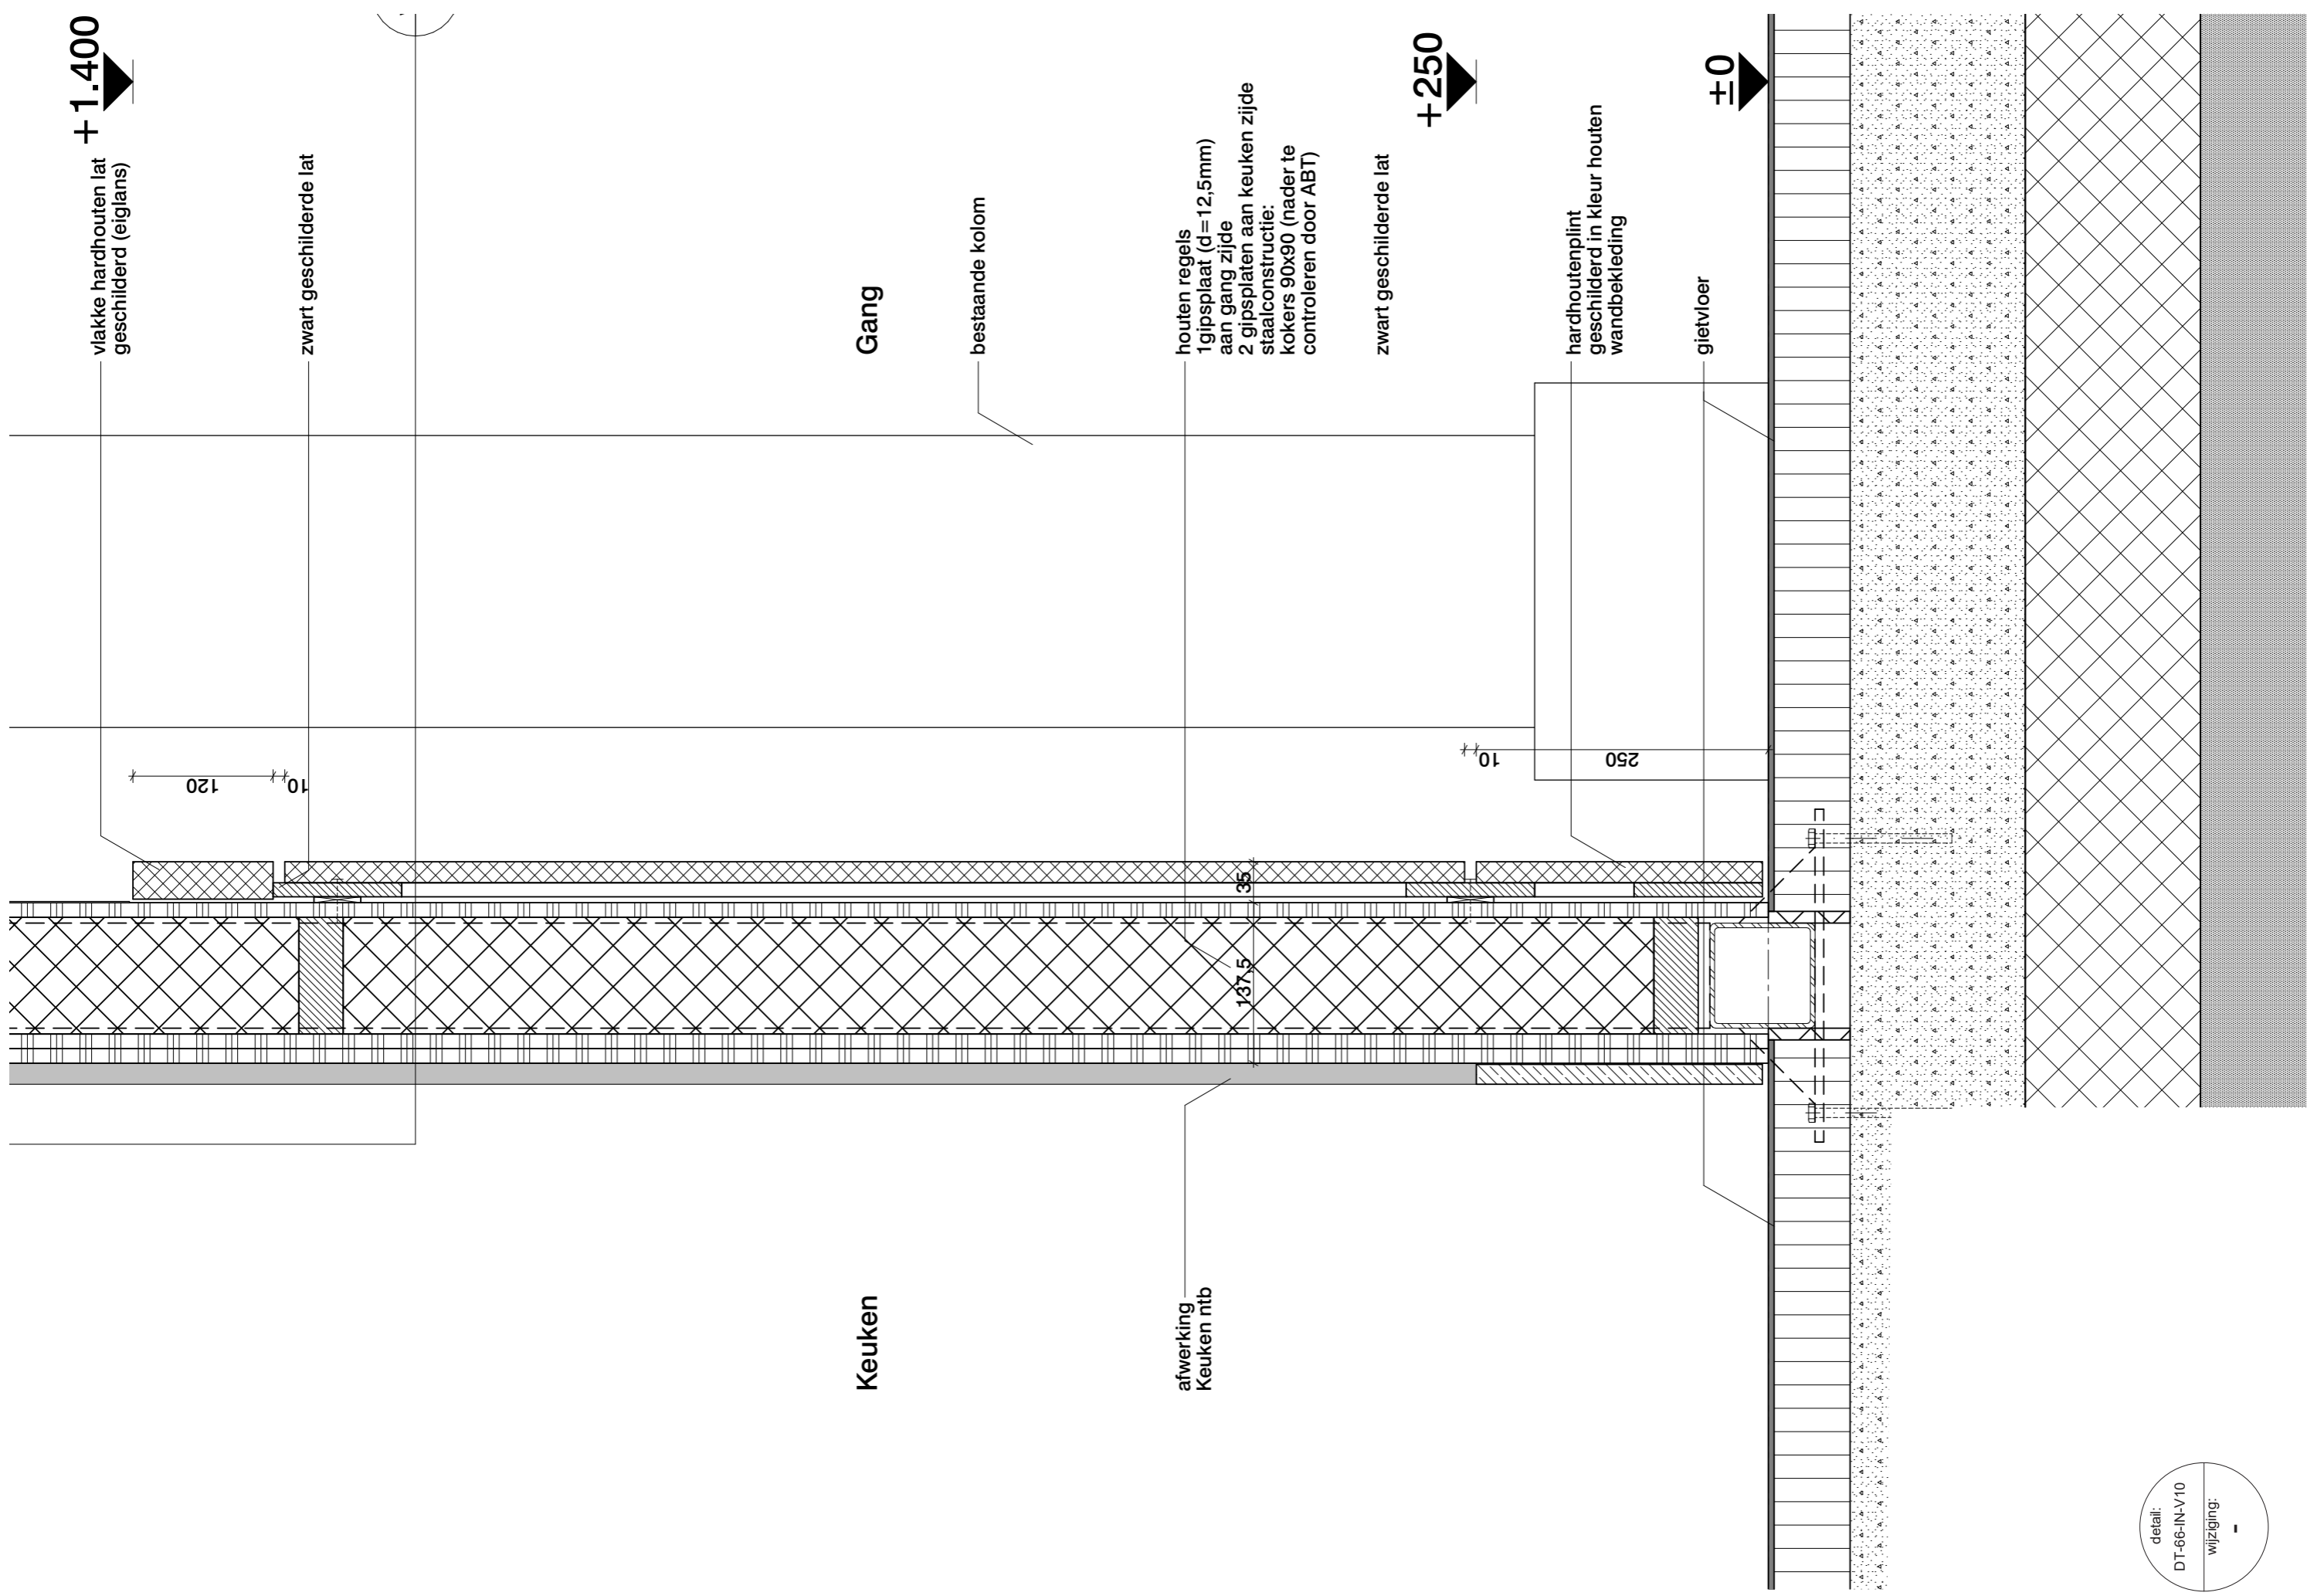 +1.400
vlakke hardhouten lat
geschilderd (eiglans)
zwart geschilderde lat
Gang
bestaande kolom
houten regels
1gipsplaat (d=12,5mm)
aan gang zijde
2 gipsplaten aan keuken zijde
staalconstructie:
kokers 90x90 (nader te
controleren door ABT)
zwart geschilderde lat
+250
hardhoutenplint
geschilderd in kleur houten
wandbekleding
gietvloer
±0
120
10
10
250
35
137,5
Keuken
afwerking
Keuken ntb
detail:
DT-66-IN-V10
wijziging:
-